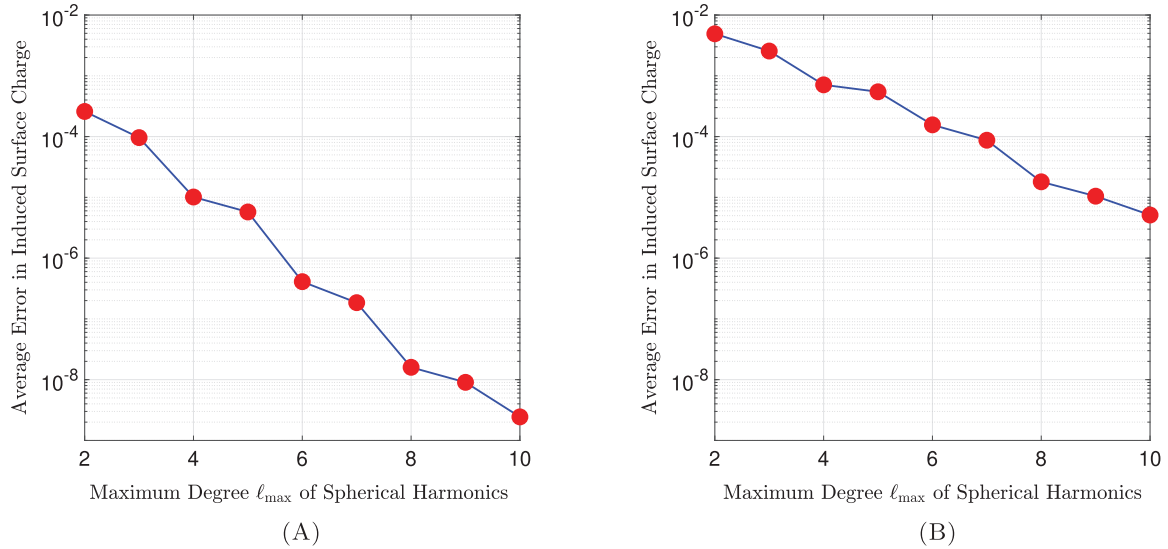 10^-2
10^-4
10^-6
10^-8
2 4 6 8 10
Average Error in Induced Surface Charge
Maximum Degree ℓ_max of Spherical Harmonics
(A)
10^-2
10^-4
10^-6
10^-8
2 4 6 8 10
Average Error in Induced Surface Charge
Maximum Degree ℓ_max of Spherical Harmonics
(B)